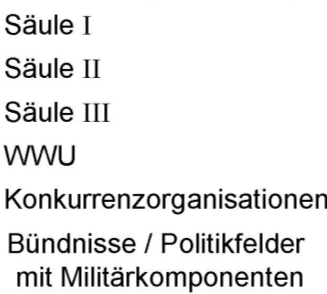 Säule I
Säule II
Säule III
WWU
Konkurrenzorganisationen
Bündnisse / Politikfelder
mit Militärkomponenten